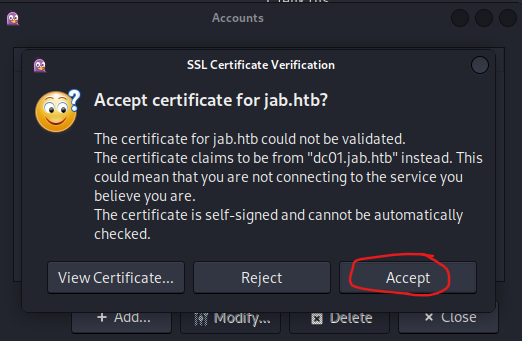 Accounts
SSL Certificate Verification
Accept certificate for jab.htb?
The certificate for jab.htb could not be validated.
The certificate claims to be from "dc01.jab.htb" instead. This
could mean that you are not connecting to the service you
believe you are.
The certificate is self-signed and cannot be automatically
checked.
View Certificate... Reject Accept
+ Add... Modify... Delete × Close